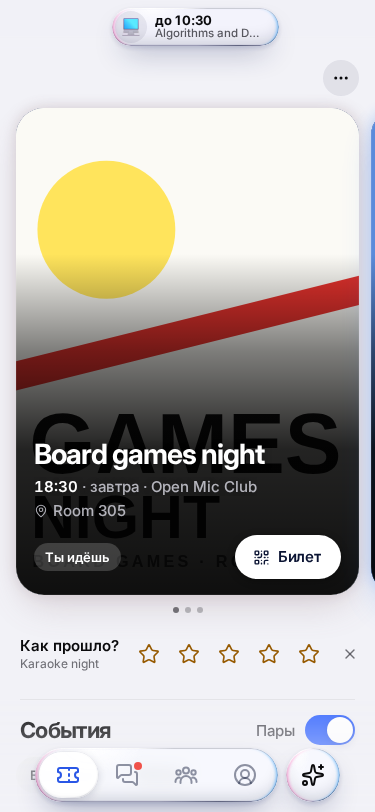 до 10:30
Algorithms and D...
GAMES
Board games night
18:30 · завтра · Open Mic Club
NIGHT
Room 305
Ты идёшь
GAMES · R
Билет
Как прошло?
Karaoke night
События
Пары